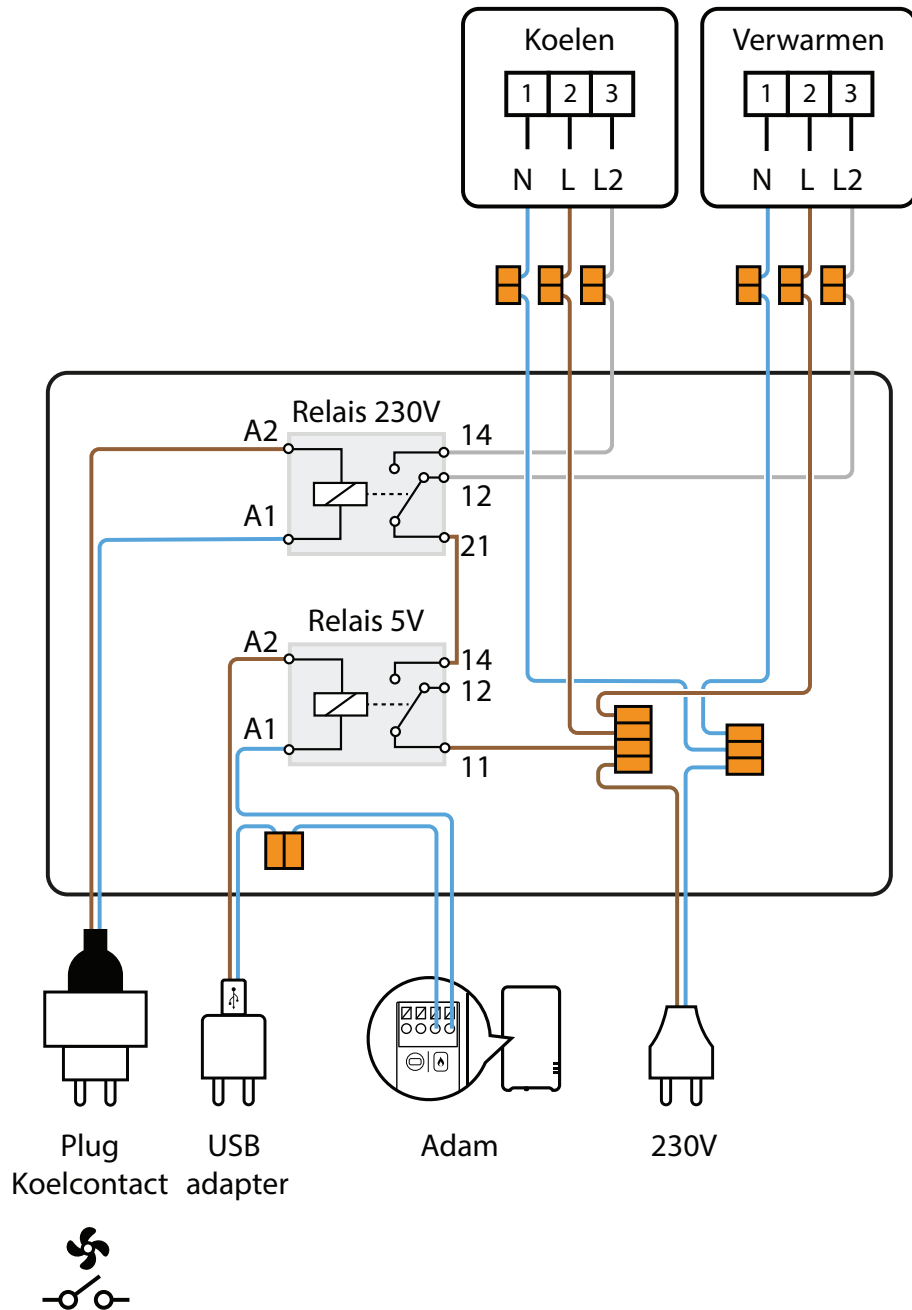 Koelen
1 2 3
N L L2
Verwarmen
1 2 3
N L L2
Relais 230V
A2
A1
14
12
21
Relais 5V
A2
A1
14
12
11
Plug
Koelcontact
USB
adapter
Adam
230V